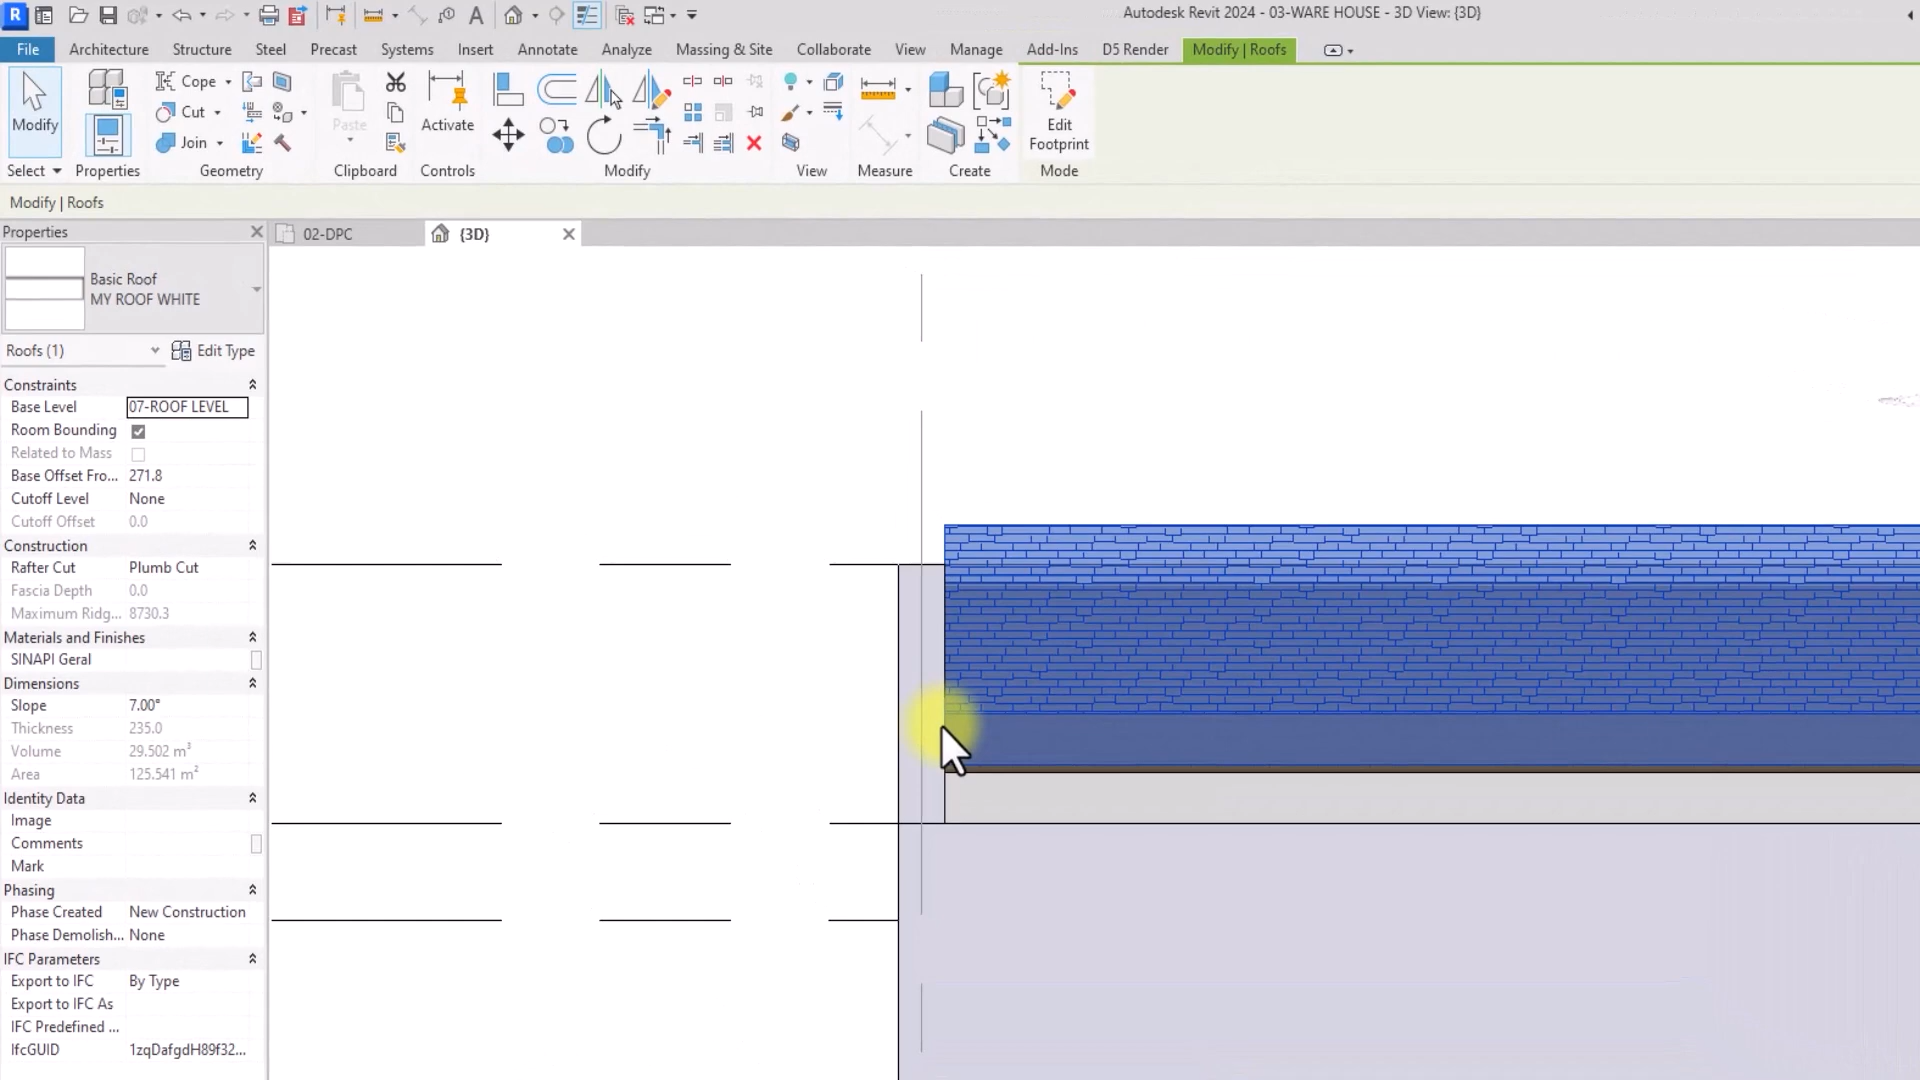 Autodesk Revit 2024 - 03-WARE HOUSE - 3D View: {3D}
File Architecture Structure Steel Precast Systems Insert Annotate Analyze Massing & Site Collaborate View Manage Add-Ins D5 Render Modify | Roofs
Modify
Cope
Cut
Join
Paste
Activate
Edit
Footprint
Select Properties Geometry Clipboard Controls Modify View Measure Create Mode
Modify | Roofs
Properties
02-DPC
{3D}
Basic Roof
MY ROOF WHITE
Roofs (1)
Edit Type
Constraints
Base Level 07-ROOF LEVEL
Room Bounding
Related to Mass
Base Offset Fro... 271.8
Cutoff Level None
Cutoff Offset 0.0
Construction
Rafter Cut Plumb Cut
Fascia Depth 0.0
Maximum Ridg... 8730.3
Materials and Finishes
SINAPI Geral
Dimensions
Slope 7.00°
Thickness 235.0
Volume 29.502 m³
Area 125.541 m²
Identity Data
Image
Comments
Mark
Phasing
Phase Created New Construction
Phase Demolish... None
IFC Parameters
Export to IFC By Type
Export to IFC As
IFC Predefined ...
IfcGUID 1zqDafgdH89f32...